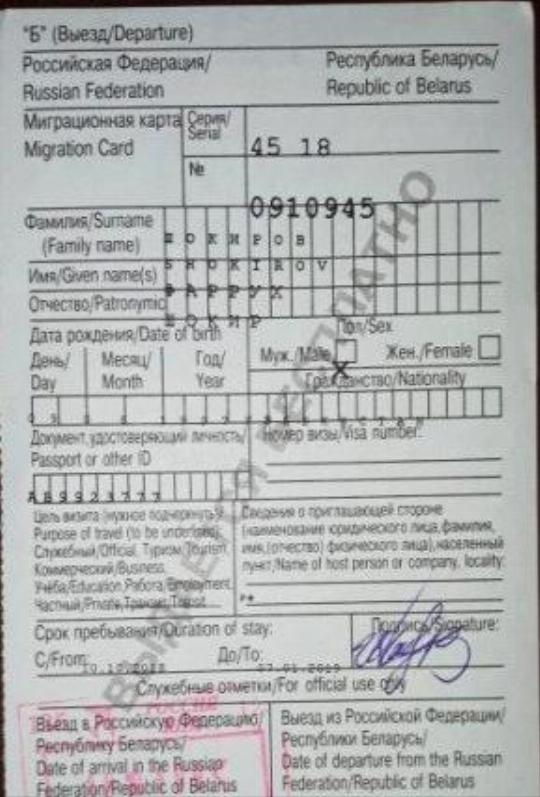 "Б" (Выезд/Departure)
Российская Федерация/ Республика Беларусь/
Russian Federation Republic of Belarus
Миграционная карта Серия/
Migration Card Serial 45 18
№ 0910945
Фамилия/Surname
(Family name) ШОКИРОВ
Имя/Given name(s) SHOKIROV
Отчество/Patronymic ФАРРУХ
ШОКИР
Дата рождения/Date of birth Пол/Sex
День/ Месяц/ Год/ Муж./Male Жен./Female
Day Month Year X
Гражданство/Nationality
Документ, удостоверяющий личность/ Номер визы/Visa number:
Passport or other ID
Цель визита (нужное подчеркнуть)/ Сведения о приглашающей стороне
Purpose of travel (to be underlined): (наименование юридического лица, фамилия,
Служебный/Official, Туризм/Tourism, имя, (отчество) физического лица), населенный
Коммерческий/Business, пункт/Name of host person or company, locality:
Учёба/Education, Работа/Employment,
Частный/Private, Транзит/Transit
Срок пребывания/Duration of stay: Подпись/Signature:
С/From: До/To:
Служебные отметки/For official use only
Въезд в Российскую Федерацию/ Выезд из Российской Федерации/
Республику Беларусь/ Республики Беларусь/
Date of arrival in the Russian Date of departure from the Russian
Federation/Republic of Belarus Federation/Republic of Belarus
ВЫДАЕТСЯ БЕСПЛАТНО
РОССИЯ